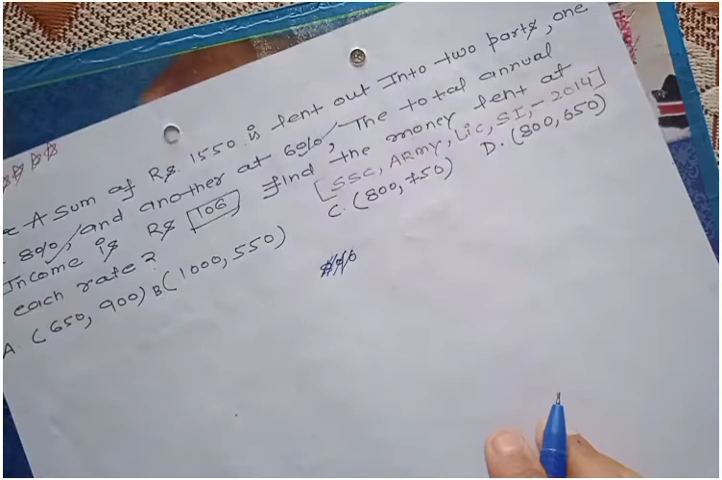 A sum of Rs. 1550 is lent out Into two parts, one
8%, and another at 6%, The total annual
Income is Rs 106 find the money lent at
each rate? [SSC, ARMY, Lic, SI, - 2014]
A. (650, 900) B (1000, 550) C. (800, 750) D. (800, 650)